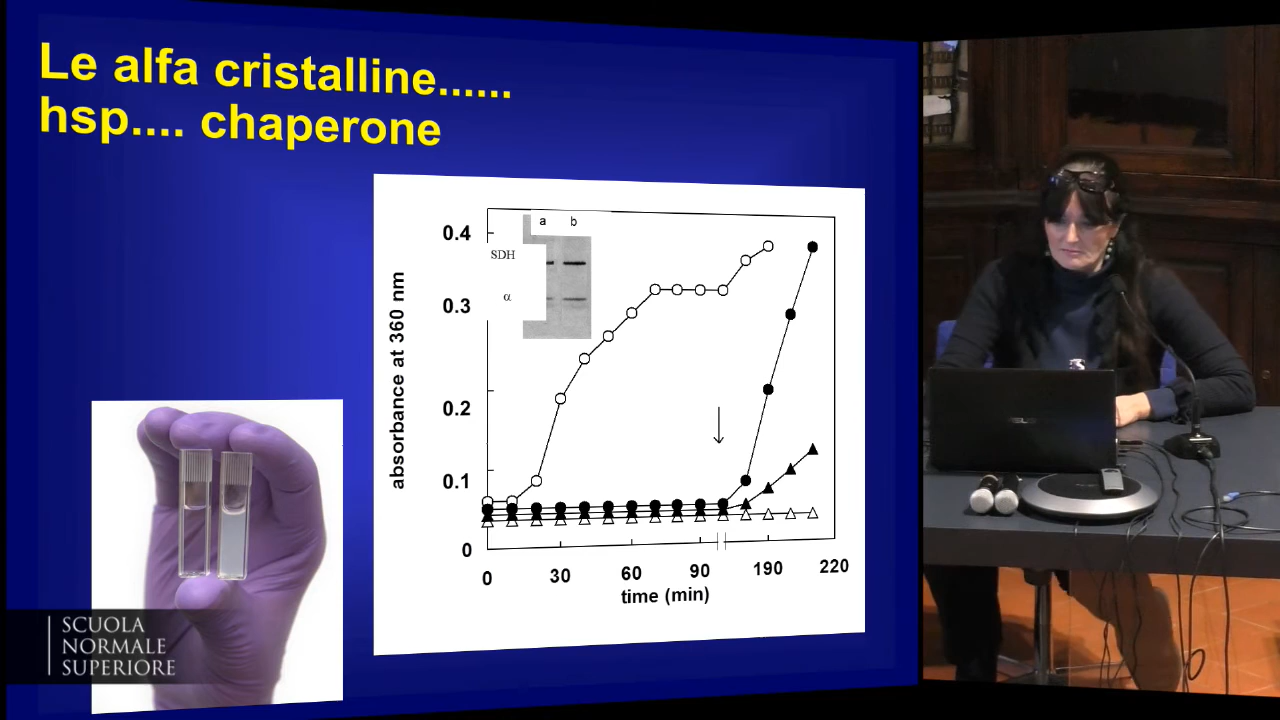 Le alfa cristalline......
hsp.... chaperone
a b
SDH
α
0.4
0.3
0.2
0.1
0
absorbance at 360 nm
0 30 60 90 190 220
time (min)
SCUOLA
NORMALE
SUPERIORE